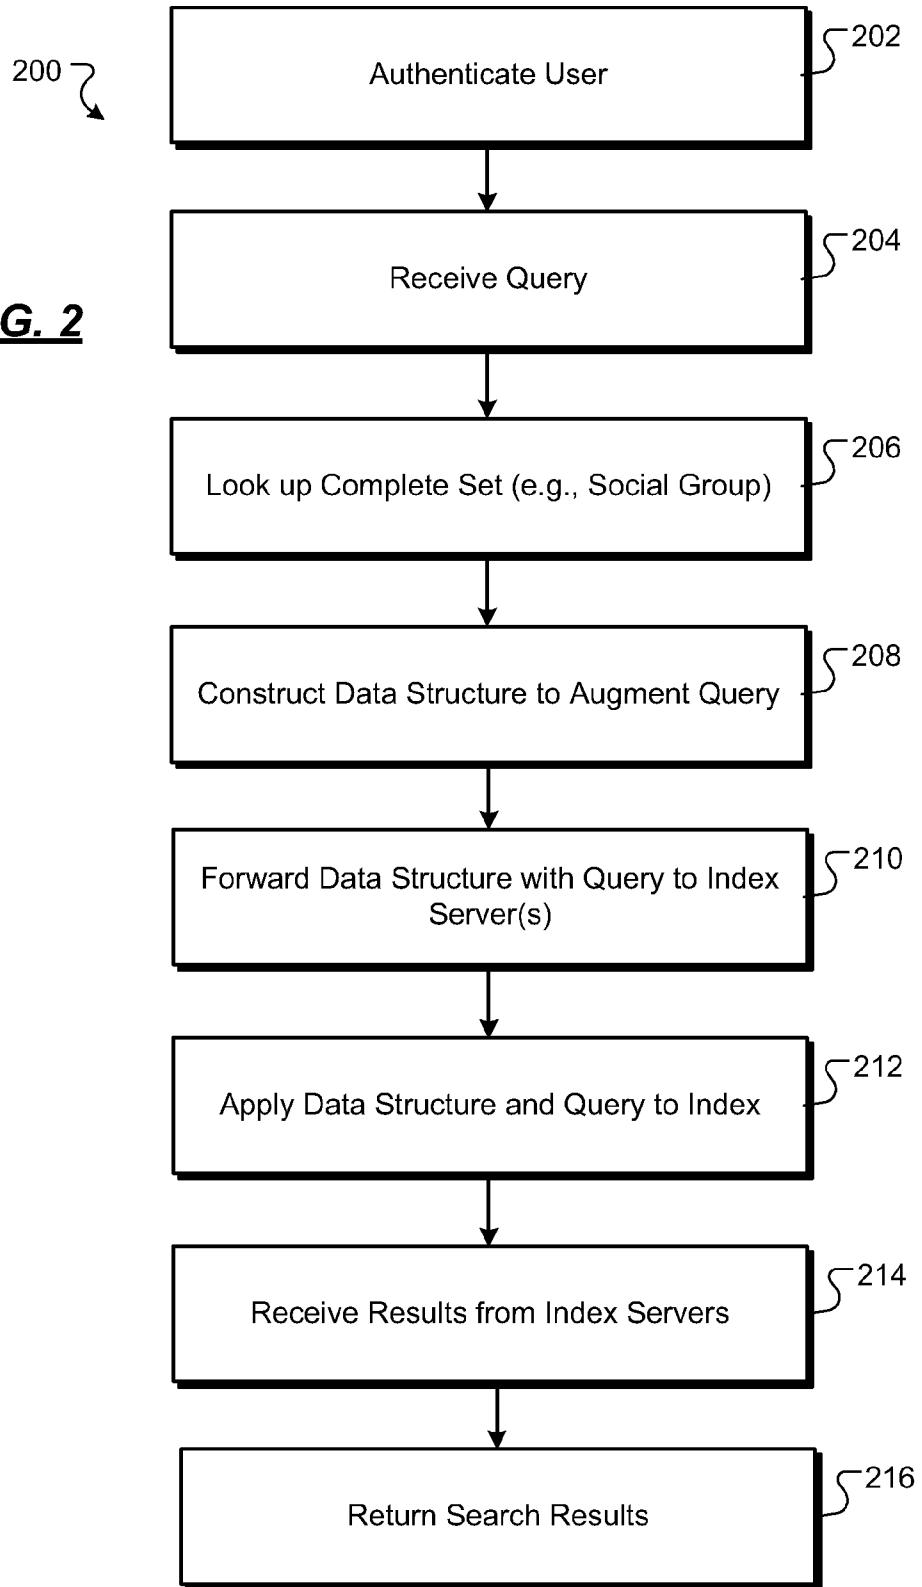 202
200
Authenticate User
204
Receive Query
G. 2
206
Look up Complete Set (e.g., Social Group)
208
Construct Data Structure to Augment Query
210
Forward Data Structure with Query to Index
Server(s)
212
Apply Data Structure and Query to Index
214
Receive Results from Index Servers
216
Return Search Results